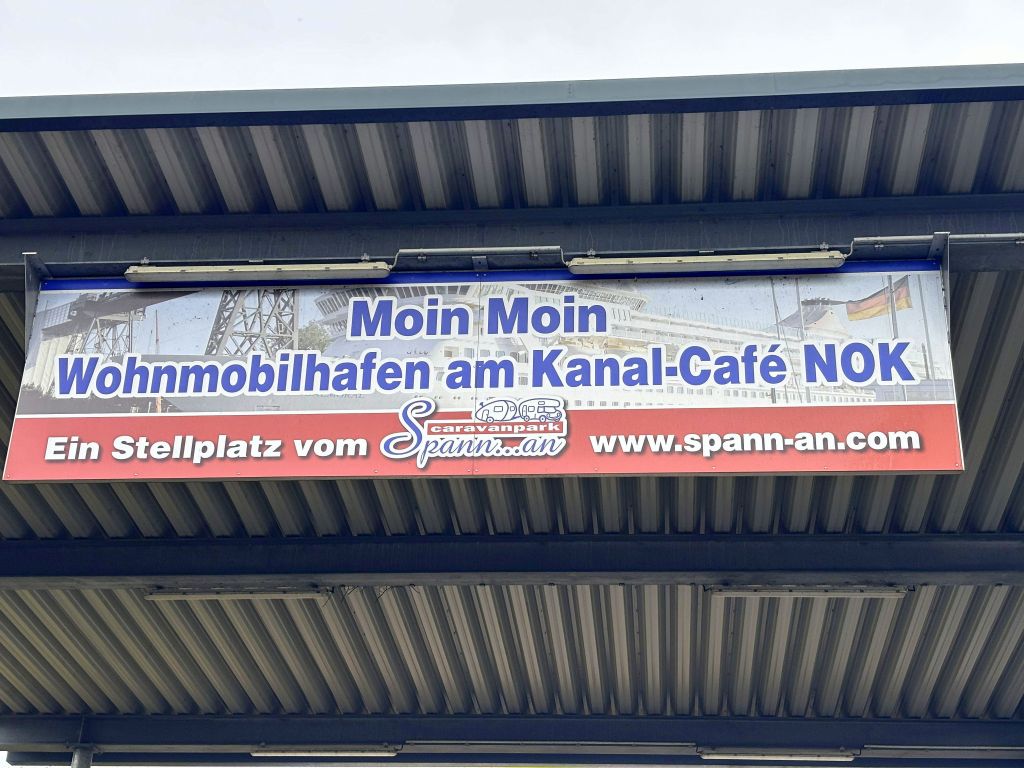 Moin Moin
Wohnmobilhafen am Kanal-Café NOK
Ein Stellplatz vom
caravanpark
Spann...an
www.spann-an.com